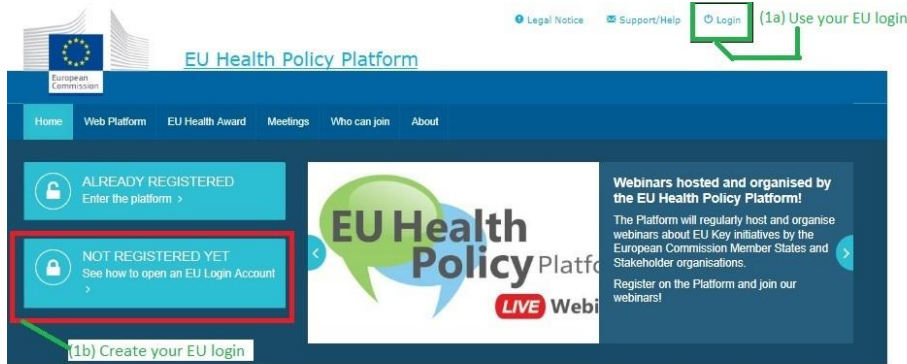 Legal Notice Support/Help Login (1a) Use your EU login
EU Health Policy Platform
European
Commission
Home Web Platform EU Health Award Meetings Who can join About
ALREADY REGISTERED
Enter the platform >
NOT REGISTERED YET
See how to open an EU Login Account
>
(1b) Create your EU login
EU Health
Policy Platfo
LIVE Webi
Webinars hosted and organised by
the EU Health Policy Platform!
The Platform will regularly host and organise
webinars about EU Key initiatives by the
European Commission Member States and
Stakeholder organisations.
Register on the Platform and join our
webinars!